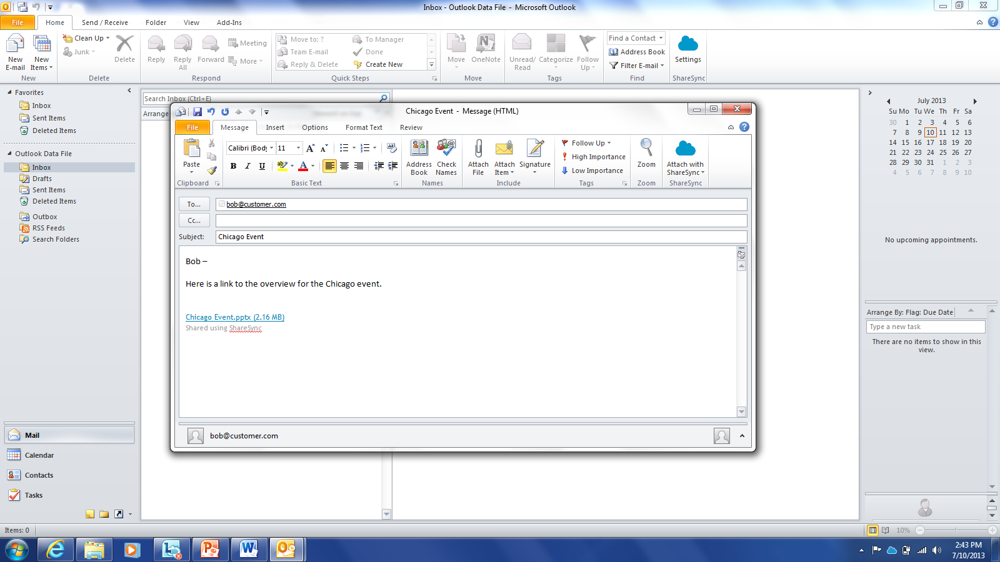 Inbox - Outlook Data File - Microsoft Outlook
File Home Send / Receive Folder View Add-Ins
New E-mail
New Items
Clean Up
Junk
Delete
Reply
Reply All
Forward
Meeting
More
Move to: ?
Team E-mail
Reply & Delete
To Manager
Done
Create New
Move
OneNote
Unread/ Read
Categorize
Follow Up
Find a Contact
Address Book
Filter E-mail
Settings
New Delete Respond Quick Steps Move Tags Find ShareSync
Favorites
Inbox
Sent Items
Deleted Items
Outlook Data File
Inbox
Drafts
Sent Items
Deleted Items
Outbox
RSS Feeds
Search Folders
Mail
Calendar
Contacts
Tasks
Items: 0
Search Inbox (Ctrl+E)
Arrange
Chicago Event - Message (HTML)
File Message Insert Options Format Text Review
Paste
Calibri (Body 11
B I U
Address Book
Check Names
Attach File
Attach Item
Signature
Follow Up
High Importance
Low Importance
Zoom
Attach with ShareSync
Clipboard Basic Text Names Include Tags Zoom ShareSync
To... bob@customer.com
Cc...
Subject: Chicago Event
Bob –
Here is a link to the overview for the Chicago event.
Chicago Event.pptx (2.16 MB)
Shared using ShareSync
bob@customer.com
July 2013
Su Mo Tu We Th Fr Sa
30 1 2 3 4 5 6
7 8 9 10 11 12 13
14 15 16 17 18 19 20
21 22 23 24 25 26 27
28 29 30 31 1 2 3
4 5 6 7 8 9 10
No upcoming appointments.
Arrange By: Flag: Due Date
Type a new task
There are no items to show in this
view.
10%
2:43 PM
7/10/2013